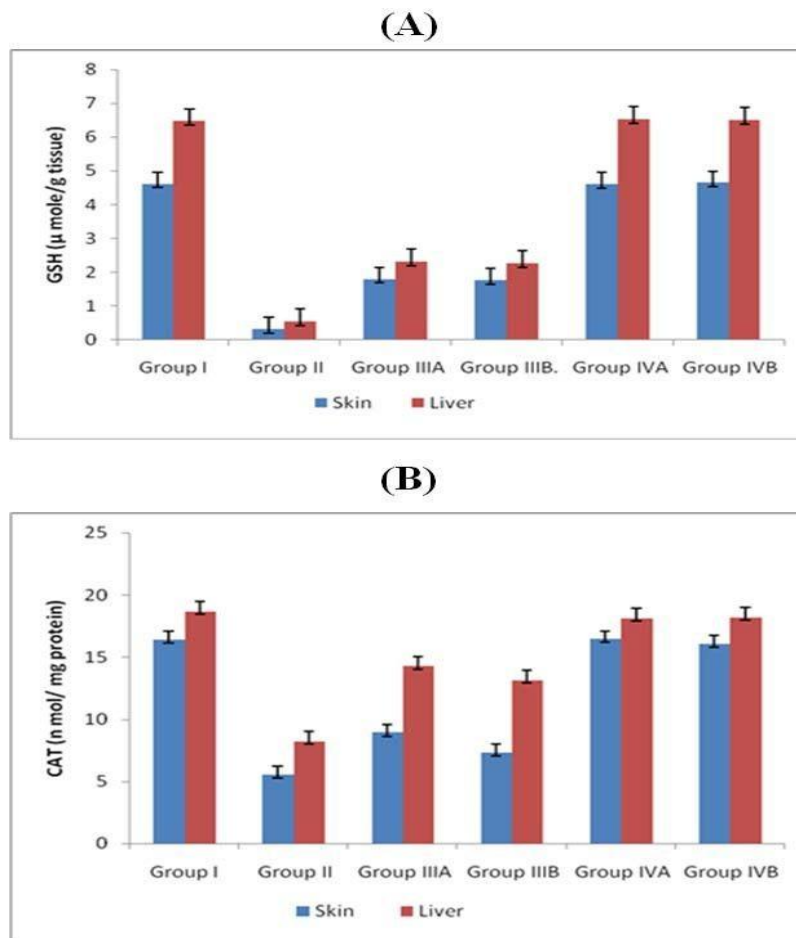 (A)
8
7
6
5
4
3
2
1
0
GSH (µ mole/g tissue)
Group I Group II Group IIIA Group IIIB. Group IVA Group IVB
Skin Liver
(B)
25
20
15
10
5
0
CAT (n mol/ mg protein)
Group I Group II Group IIIA Group IIIB Group IVA Group IVB
Skin Liver